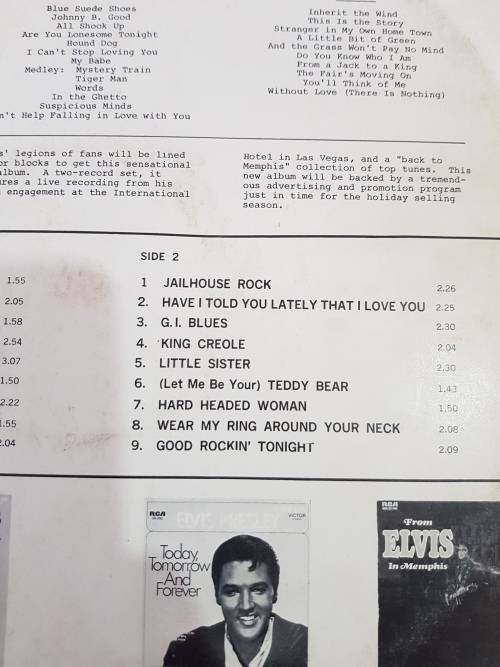 Blue Suede Shoes
Johnny B. Good
All Shook Up
Are You Lonesome Tonight
Hound Dog
I Can't Stop Loving You
My Babe
Medley: Mystery Train
Tiger Man
Words
In the Ghetto
Suspicious Minds
Help Falling in Love with You
Inherit the Wind
This Is the Story
Stranger in My Own Home Town
A Little Bit of Green
And the Grass Won't Pay No Mind
Do You Know Who I Am
From a Jack to a King
The Fair's Moving On
You'll Think of Me
Without Love (There Is Nothing)
legions of fans will be lined
or blocks to get this sensational
album. A two-record set, it
a live recording from his
engagement at the International
Hotel in Las Vegas, and a "back to
Memphis" collection of top tunes. This
new album will be backed by a tremend-
ous advertising and promotion program
just in time for the holiday selling
season.
1.55
2.05
1.58
2.54
3.07
1.50
2.22
1.55
2.04
SIDE 2
1 JAILHOUSE ROCK 2.26
2. HAVE I TOLD YOU LATELY THAT I LOVE YOU 2.25
3. G.I. BLUES 2.30
4. KING CREOLE 2.04
5. LITTLE SISTER 2.30
6. (Let Me Be Your) TEDDY BEAR 1.43
7. HARD HEADED WOMAN 1.50
8. WEAR MY RING AROUND YOUR NECK 2.08
9. GOOD ROCKIN' TONIGHT 2.09
RCA
VICTOR
ELVIS PRESLEY
Today,
Tomorrow
And
Forever
RCA
From
ELVIS
In Memphis